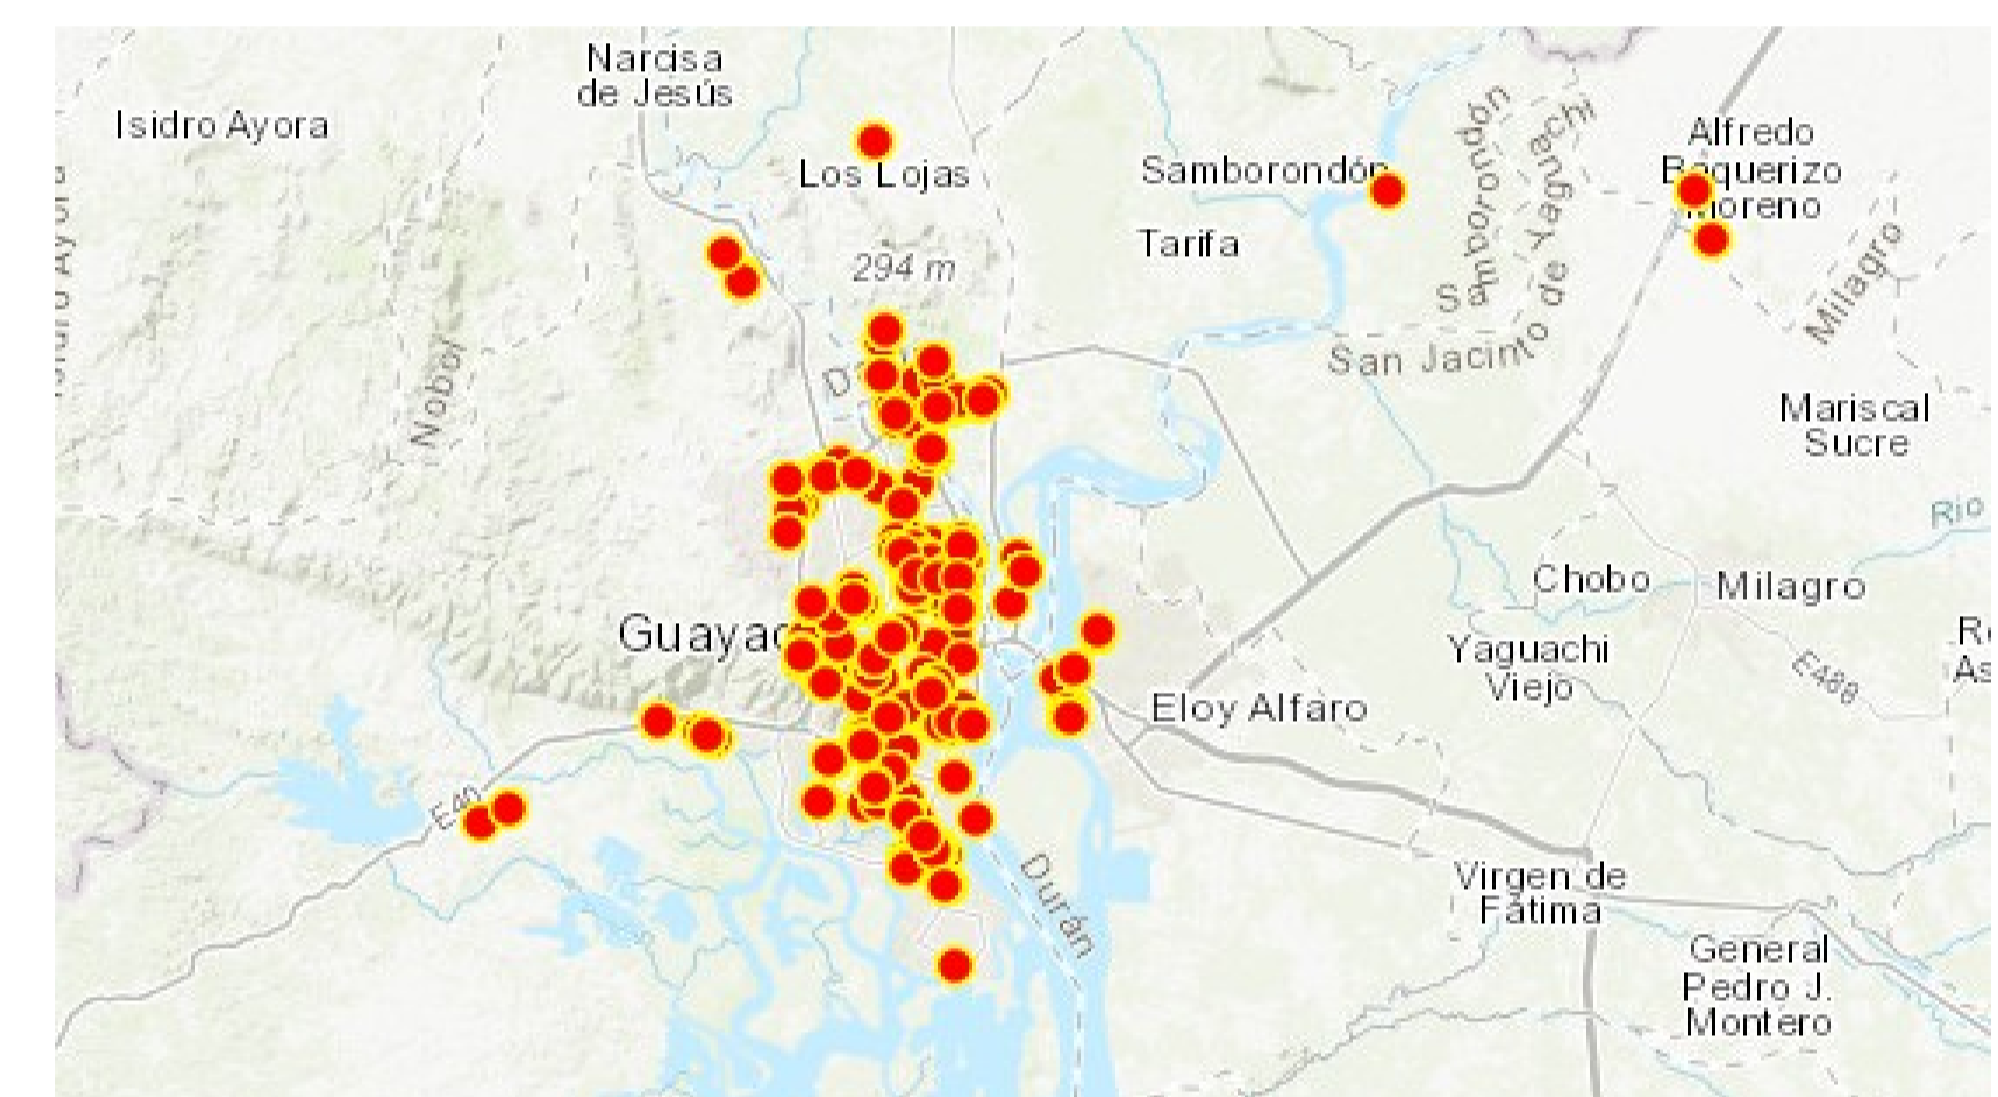 Narcisa
de Jesús
Isidro Ayora
Los Lojas
Samborondón
Samborondón
San Jacinto de Yaguachi
Alfredo
Baquerizo
Moreno
Tarifa
294 m
Milagro
Nobol
D
Mariscal
Sucre
Río
Chobo
Milagro
Guayaq
Yaguachi
Viejo
E488
Eloy Alfaro
E40
Durán
Virgen de
Fátima
General
Pedro J.
Montero